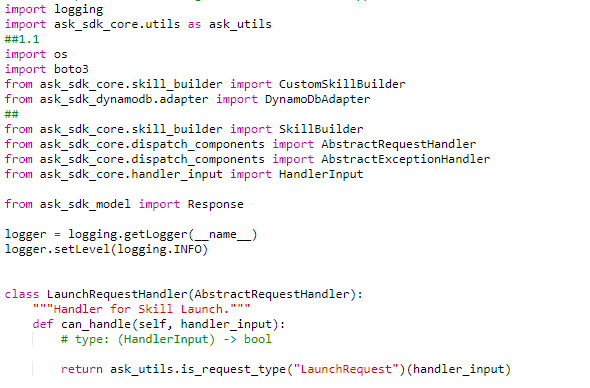 import logging
import ask_sdk_core.utils as ask_utils
##1.1
import os
import boto3
from ask_sdk_core.skill_builder import CustomSkillBuilder
from ask_sdk_dynamodb.adapter import DynamoDbAdapter
##
from ask_sdk_core.skill_builder import SkillBuilder
from ask_sdk_core.dispatch_components import AbstractRequestHandler
from ask_sdk_core.dispatch_components import AbstractExceptionHandler
from ask_sdk_core.handler_input import HandlerInput

from ask_sdk_model import Response

logger = logging.getLogger(__name__)
logger.setLevel(logging.INFO)


class LaunchRequestHandler(AbstractRequestHandler):
    """Handler for Skill Launch."""
    def can_handle(self, handler_input):
        # type: (HandlerInput) -> bool

        return ask_utils.is_request_type("LaunchRequest")(handler_input)